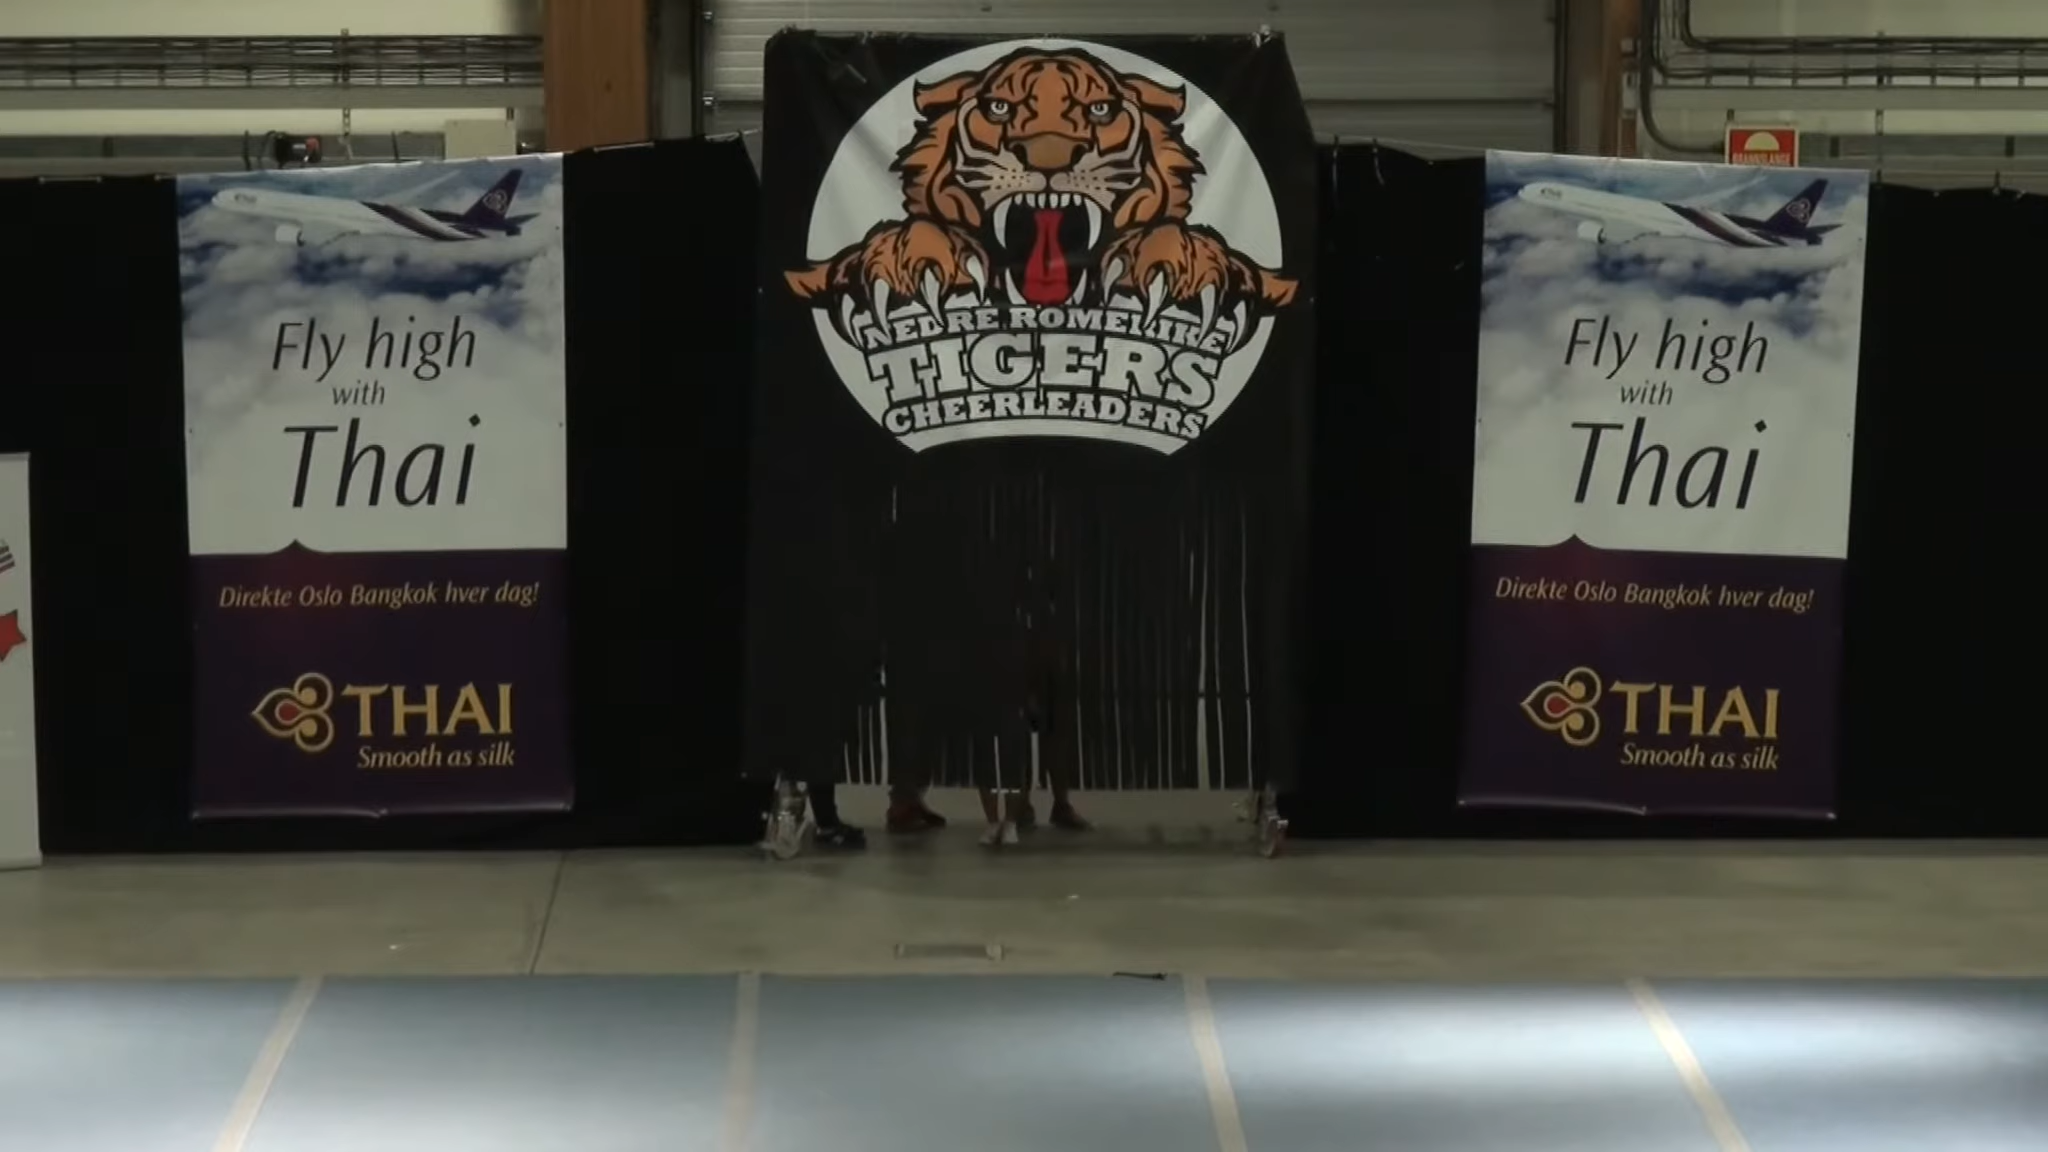 Fly high
with
Thai
Direkte Oslo Bangkok hver dag!
THAI
Smooth as silk
NEDRE ROMERIKE
TIGERS
CHEERLEADERS
Fly high
with
Thai
Direkte Oslo Bangkok hver dag!
THAI
Smooth as silk
BRANNSLANGE